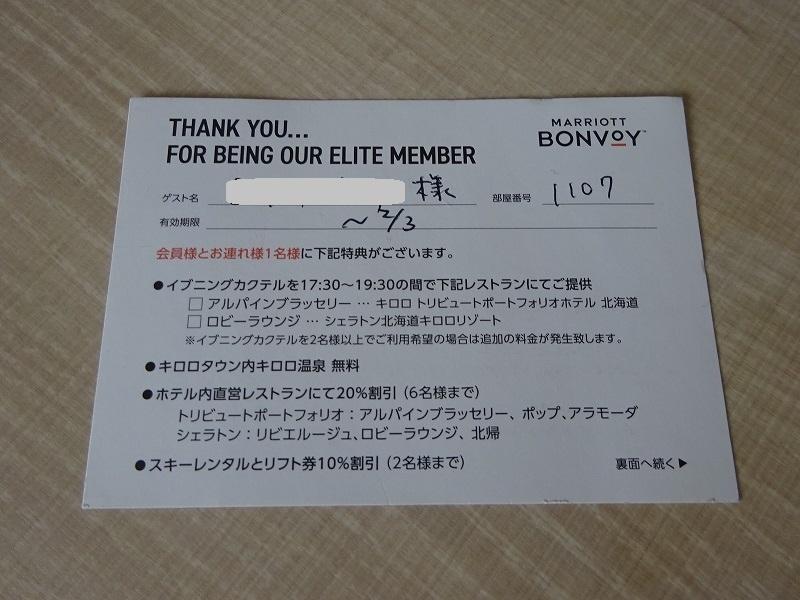 THANK YOU...
FOR BEING OUR ELITE MEMBER
MARRIOTT
BONVOY™
ゲスト名 様 部屋番号 1107
有効期限 ～2/3
会員様とお連れ様1名様に下記特典がございます。
●イブニングカクテルを17:30～19:30の間で下記レストランにてご提供
□ アルパインブラッセリー … キロロ トリビュートポートフォリオホテル 北海道
□ ロビーラウンジ … シェラトン北海道キロロリゾート
※イブニングカクテルを2名様以上でご利用希望の場合は追加の料金が発生致します。
●キロロタウン内キロロ温泉 無料
●ホテル内直営レストランにて20%割引 (6名様まで)
トリビュートポートフォリオ：アルパインブラッセリー、ポップ、アラモーダ
シェラトン：リビエルージュ、ロビーラウンジ、北帰
●スキーレンタルとリフト券10%割引 (2名様まで)
裏面へ続く▶